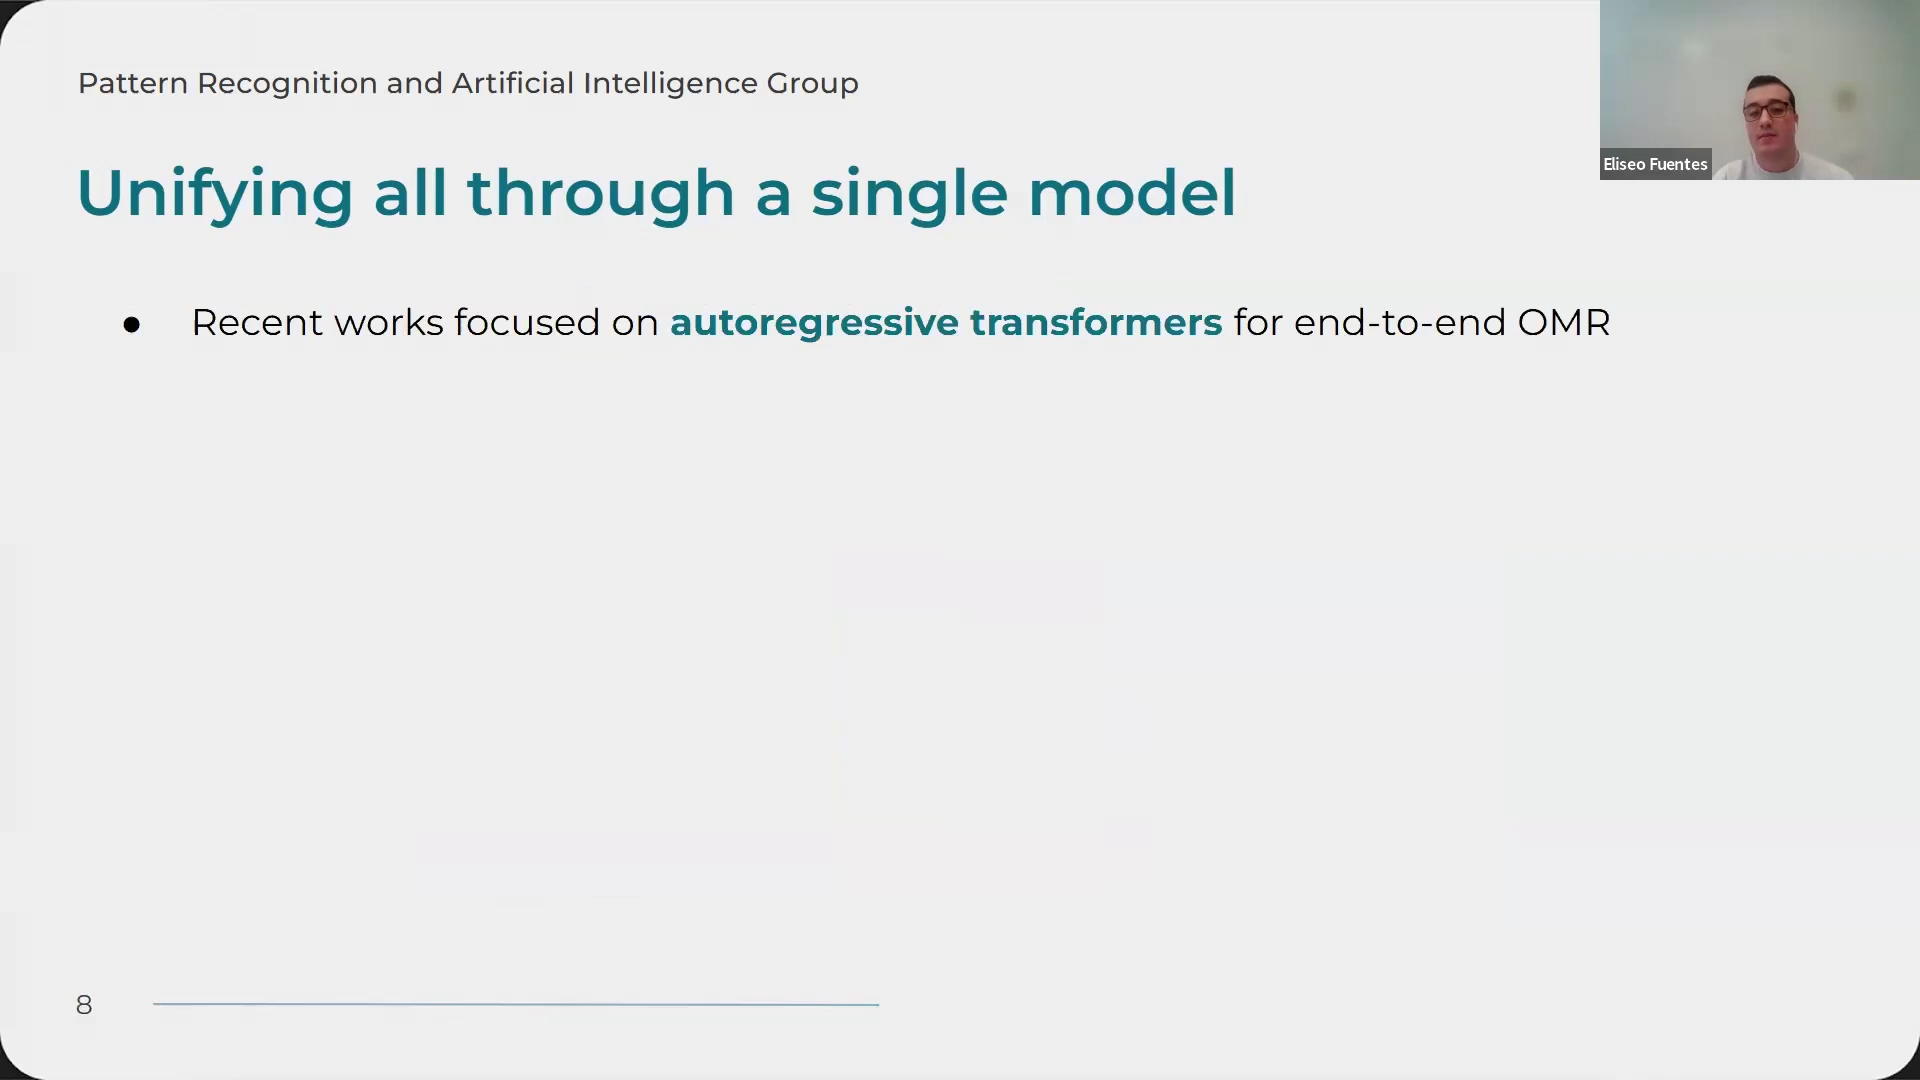 Pattern Recognition and Artificial Intelligence Group
Eliseo Fuentes
Unifying all through a single model
● Recent works focused on autoregressive transformers for end-to-end OMR
8